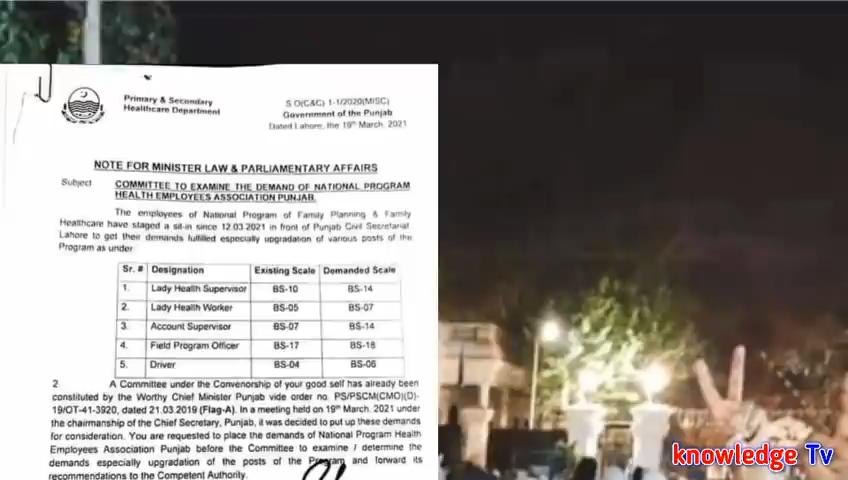 Primary & Secondary
Healthcare Department
S O(C&C) 1-1/2020(MISC)
Government of the Punjab
Dated Lahore, the 19th March, 2021
NOTE FOR MINISTER LAW & PARLIAMENTARY AFFAIRS
Subject COMMITTEE TO EXAMINE THE DEMAND OF NATIONAL PROGRAM
HEALTH EMPLOYEES ASSOCIATION PUNJAB.
The employees of National Program of Family Planning & Family
Healthcare have staged a sit-in since 12.03.2021 in front of Punjab Civil Secretariat
Lahore to get their demands fulfilled especially upgradation of various posts of the
Program as under
Sr. # Designation Existing Scale Demanded Scale
1. Lady Health Supervisor BS-10 BS-14
2. Lady Health Worker BS-05 BS-07
3. Account Supervisor BS-07 BS-14
4. Field Program Officer BS-17 BS-18
5. Driver BS-04 BS-06
2. A Committee under the Convenorship of your good self has already been
constituted by the Worthy Chief Minister Punjab vide order no. PS/PSCM(CMO)(D)-
19/OT-41-3920, dated 21.03.2019 (Flag-A). In a meeting held on 19th March, 2021 under
the chairmanship of the Chief Secretary, Punjab, it was decided to put up these demands
for consideration. You are requested to place the demands of National Program Health
Employees Association Punjab before the Committee to examine / determine the
demands especially upgradation of the posts of the Program and forward its
recommendations to the Competent Authority.
knowledge Tv